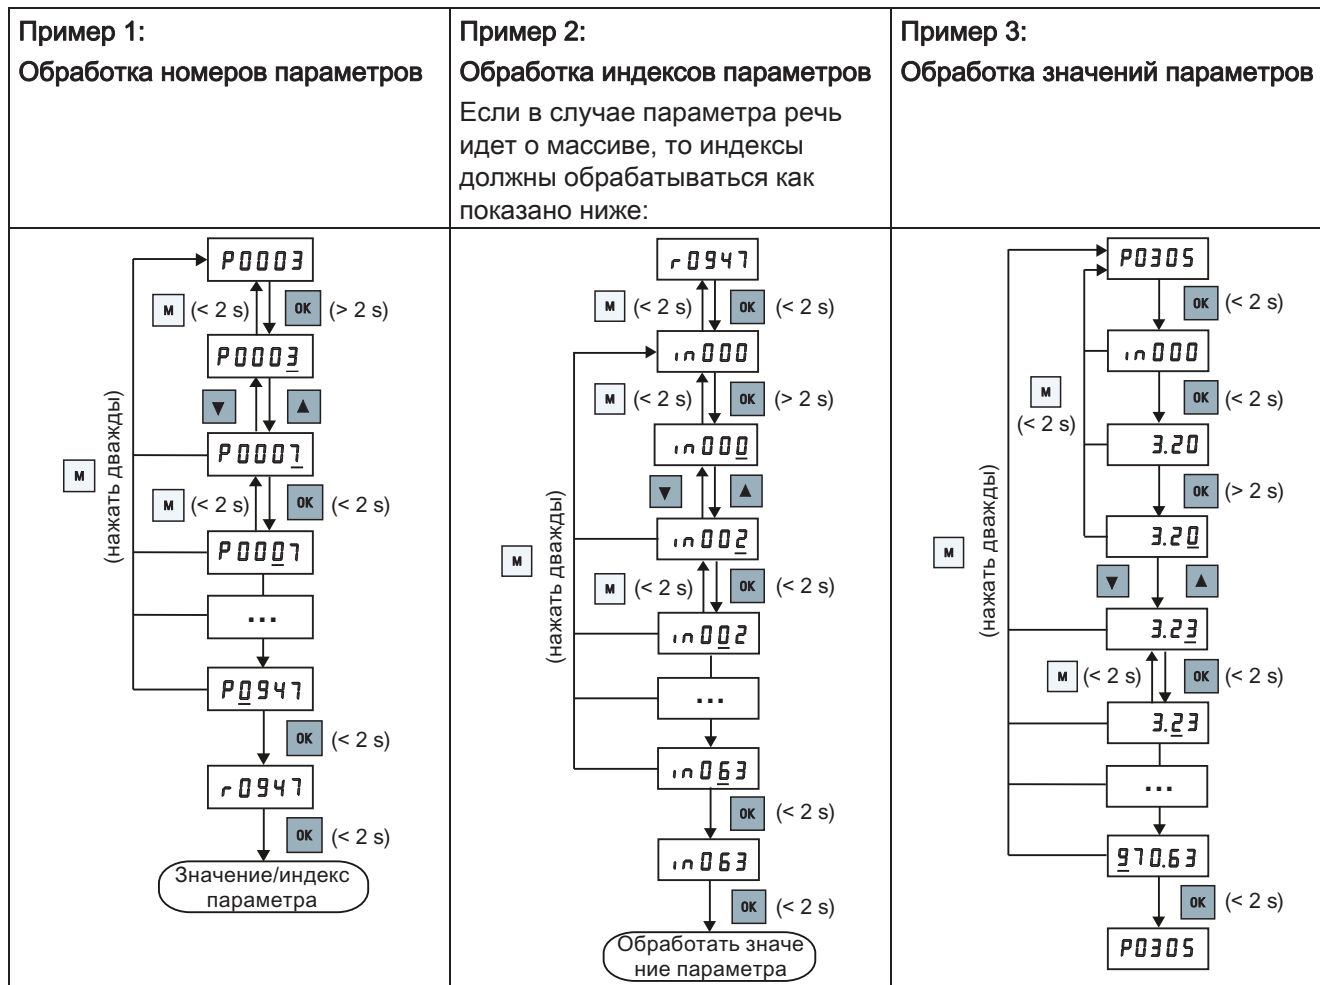 Пример 1:
Обработка номеров параметров
Пример 2:
Обработка индексов параметров
Если в случае параметра речь
идет о массиве, то индексы
должны обрабатываться как
показано ниже:
Пример 3:
Обработка значений параметров
P0003
M (< 2 s) OK (> 2 s)
P0003
▼ ▲
P0007
M (нажать дважды)
M (< 2 s) OK (< 2 s)
P0007
...
P0947
OK (< 2 s)
r0947
OK (< 2 s)
Значение/индекс
параметра
r0947
M (< 2 s) OK (< 2 s)
in000
M (< 2 s) OK (> 2 s)
in000
▼ ▲
in002
M (нажать дважды)
M (< 2 s) OK (< 2 s)
in002
...
in063
OK (< 2 s)
in063
OK (< 2 s)
Обработать значе
ние параметра
P0305
OK (< 2 s)
in000
M
(< 2 s)
OK (< 2 s)
3.20
OK (> 2 s)
3.20
M (нажать дважды)
▼ ▲
3.23
M (< 2 s) OK (< 2 s)
3.23
...
970.63
OK (< 2 s)
P0305